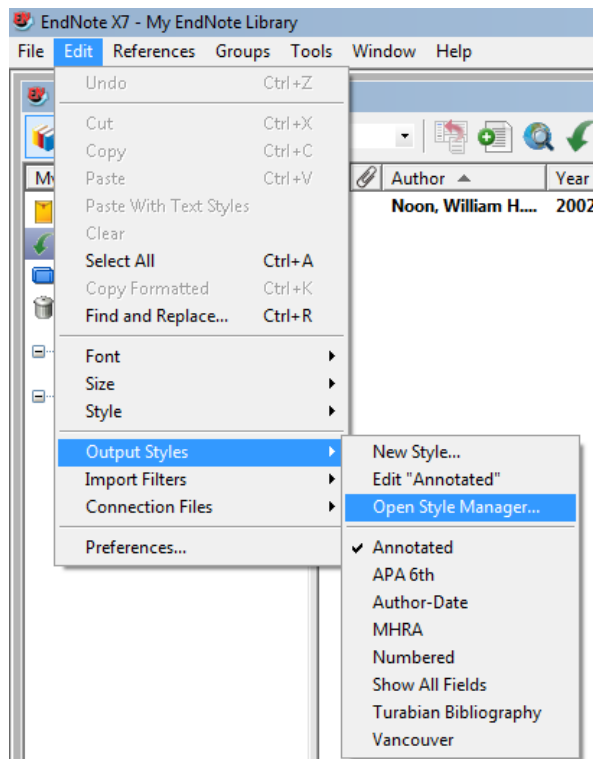 EndNote X7 - My EndNote Library
File Edit References Groups Tools Window Help
Undo Ctrl+Z
Cut Ctrl+X
Copy Ctrl+C
Paste Ctrl+V
Paste With Text Styles
Clear
Select All Ctrl+A
Copy Formatted Ctrl+K
Find and Replace... Ctrl+R
Font
Size
Style
Output Styles
Import Filters
Connection Files
Preferences...
My
Author Year
Noon, William H.... 2002
New Style...
Edit "Annotated"
Open Style Manager...
Annotated
APA 6th
Author-Date
MHRA
Numbered
Show All Fields
Turabian Bibliography
Vancouver